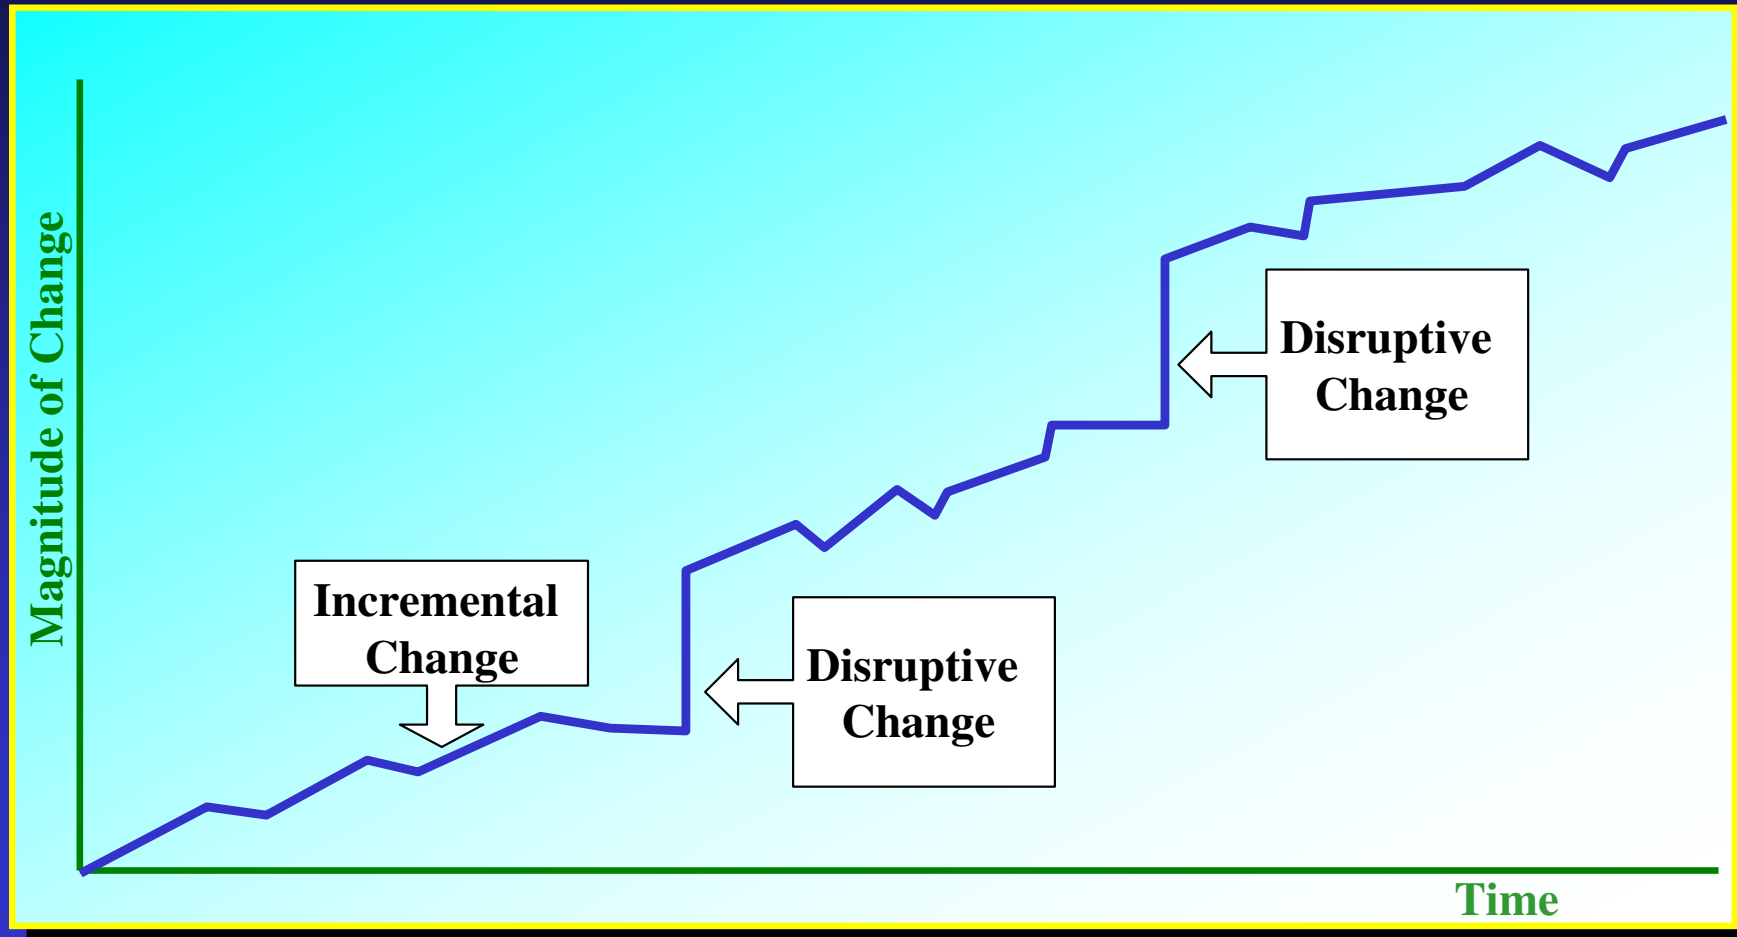 Magnitude of Change
Disruptive
Change
Incremental
Change
Disruptive
Change
Time